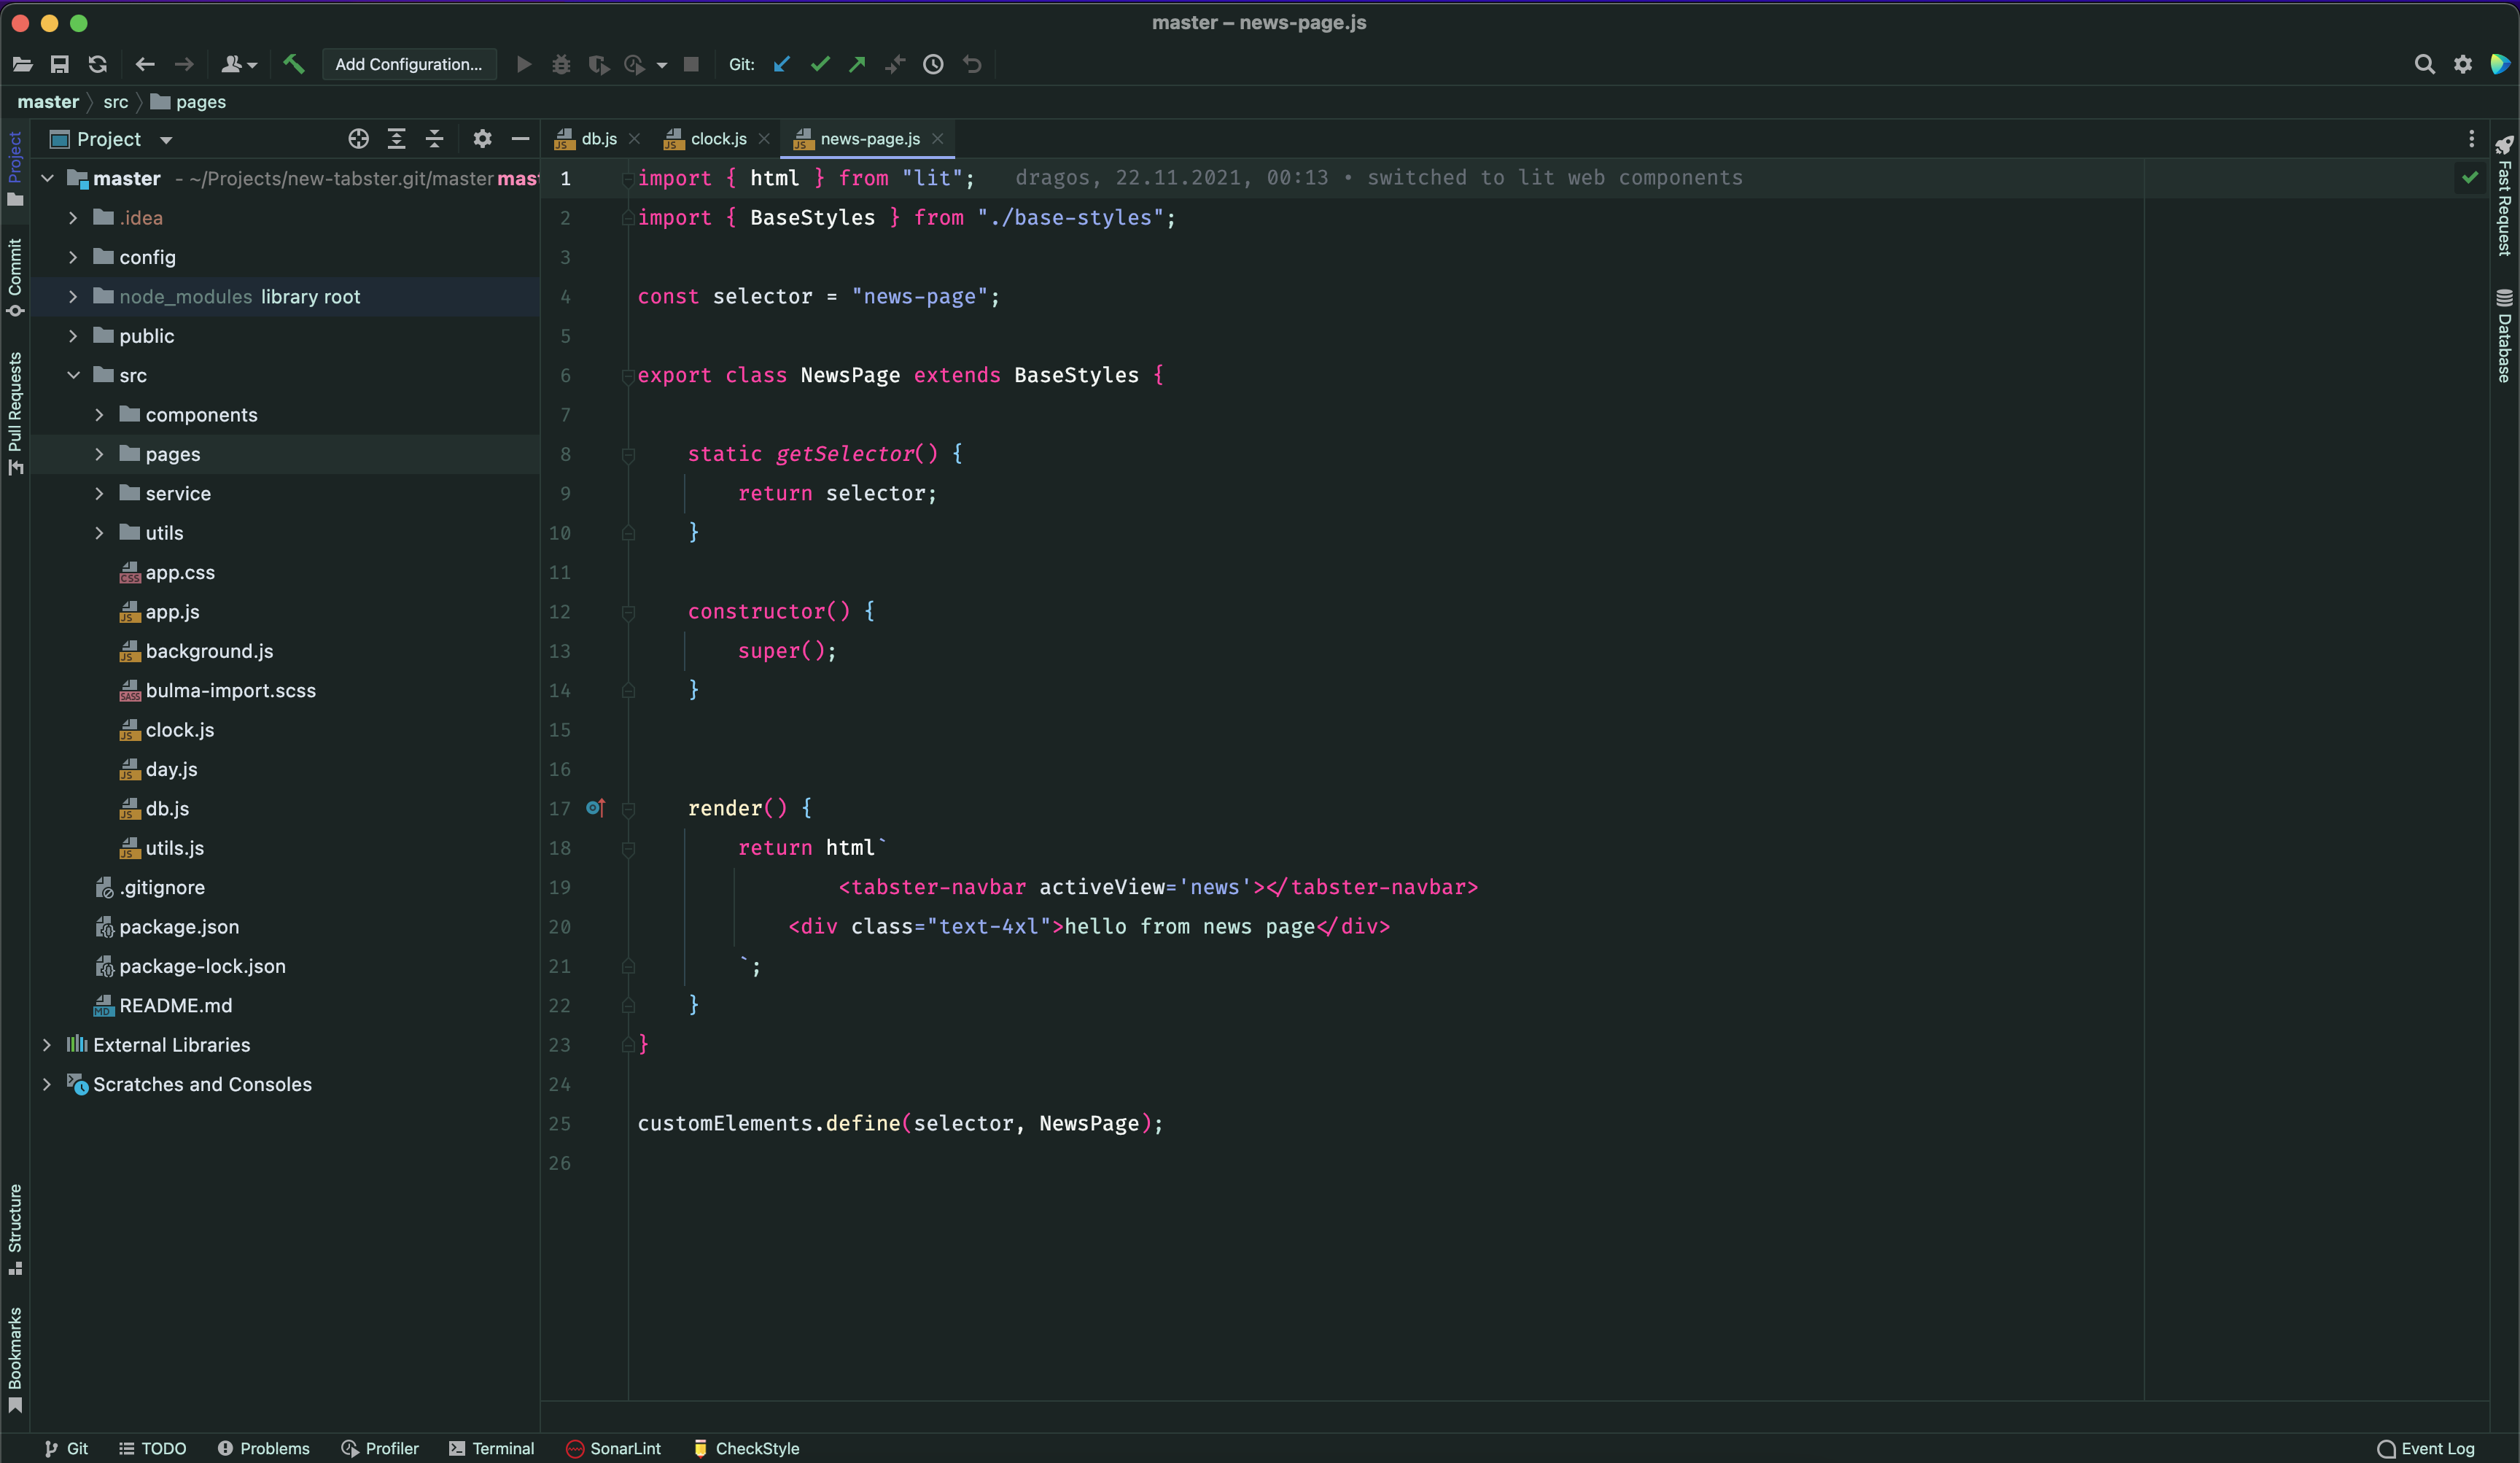 master – news-page.js
Add Configuration...
Git:
master
src
pages
Project
db.js
clock.js
news-page.js
Project
Commit
Pull Requests
Structure
Bookmarks
Fast Request
Database
master - ~/Projects/new-tabster.git/master mast
.idea
config
node_modules library root
public
src
components
pages
service
utils
app.css
app.js
background.js
bulma-import.scss
clock.js
day.js
db.js
utils.js
.gitignore
package.json
package-lock.json
README.md
External Libraries
Scratches and Consoles
1 import { html } from "lit"; dragos, 22.11.2021, 00:13 • switched to lit web components
2 import { BaseStyles } from "./base-styles";
3
4 const selector = "news-page";
5
6 export class NewsPage extends BaseStyles {
7
8 static getSelector() {
9 return selector;
10 }
11
12 constructor() {
13 super();
14 }
15
16
17 render() {
18 return html`
19 <tabster-navbar activeView='news'></tabster-navbar>
20 <div class="text-4xl">hello from news page</div>
21 `;
22 }
23 }
24
25 customElements.define(selector, NewsPage);
26
Git
TODO
Problems
Profiler
Terminal
SonarLint
CheckStyle
Event Log